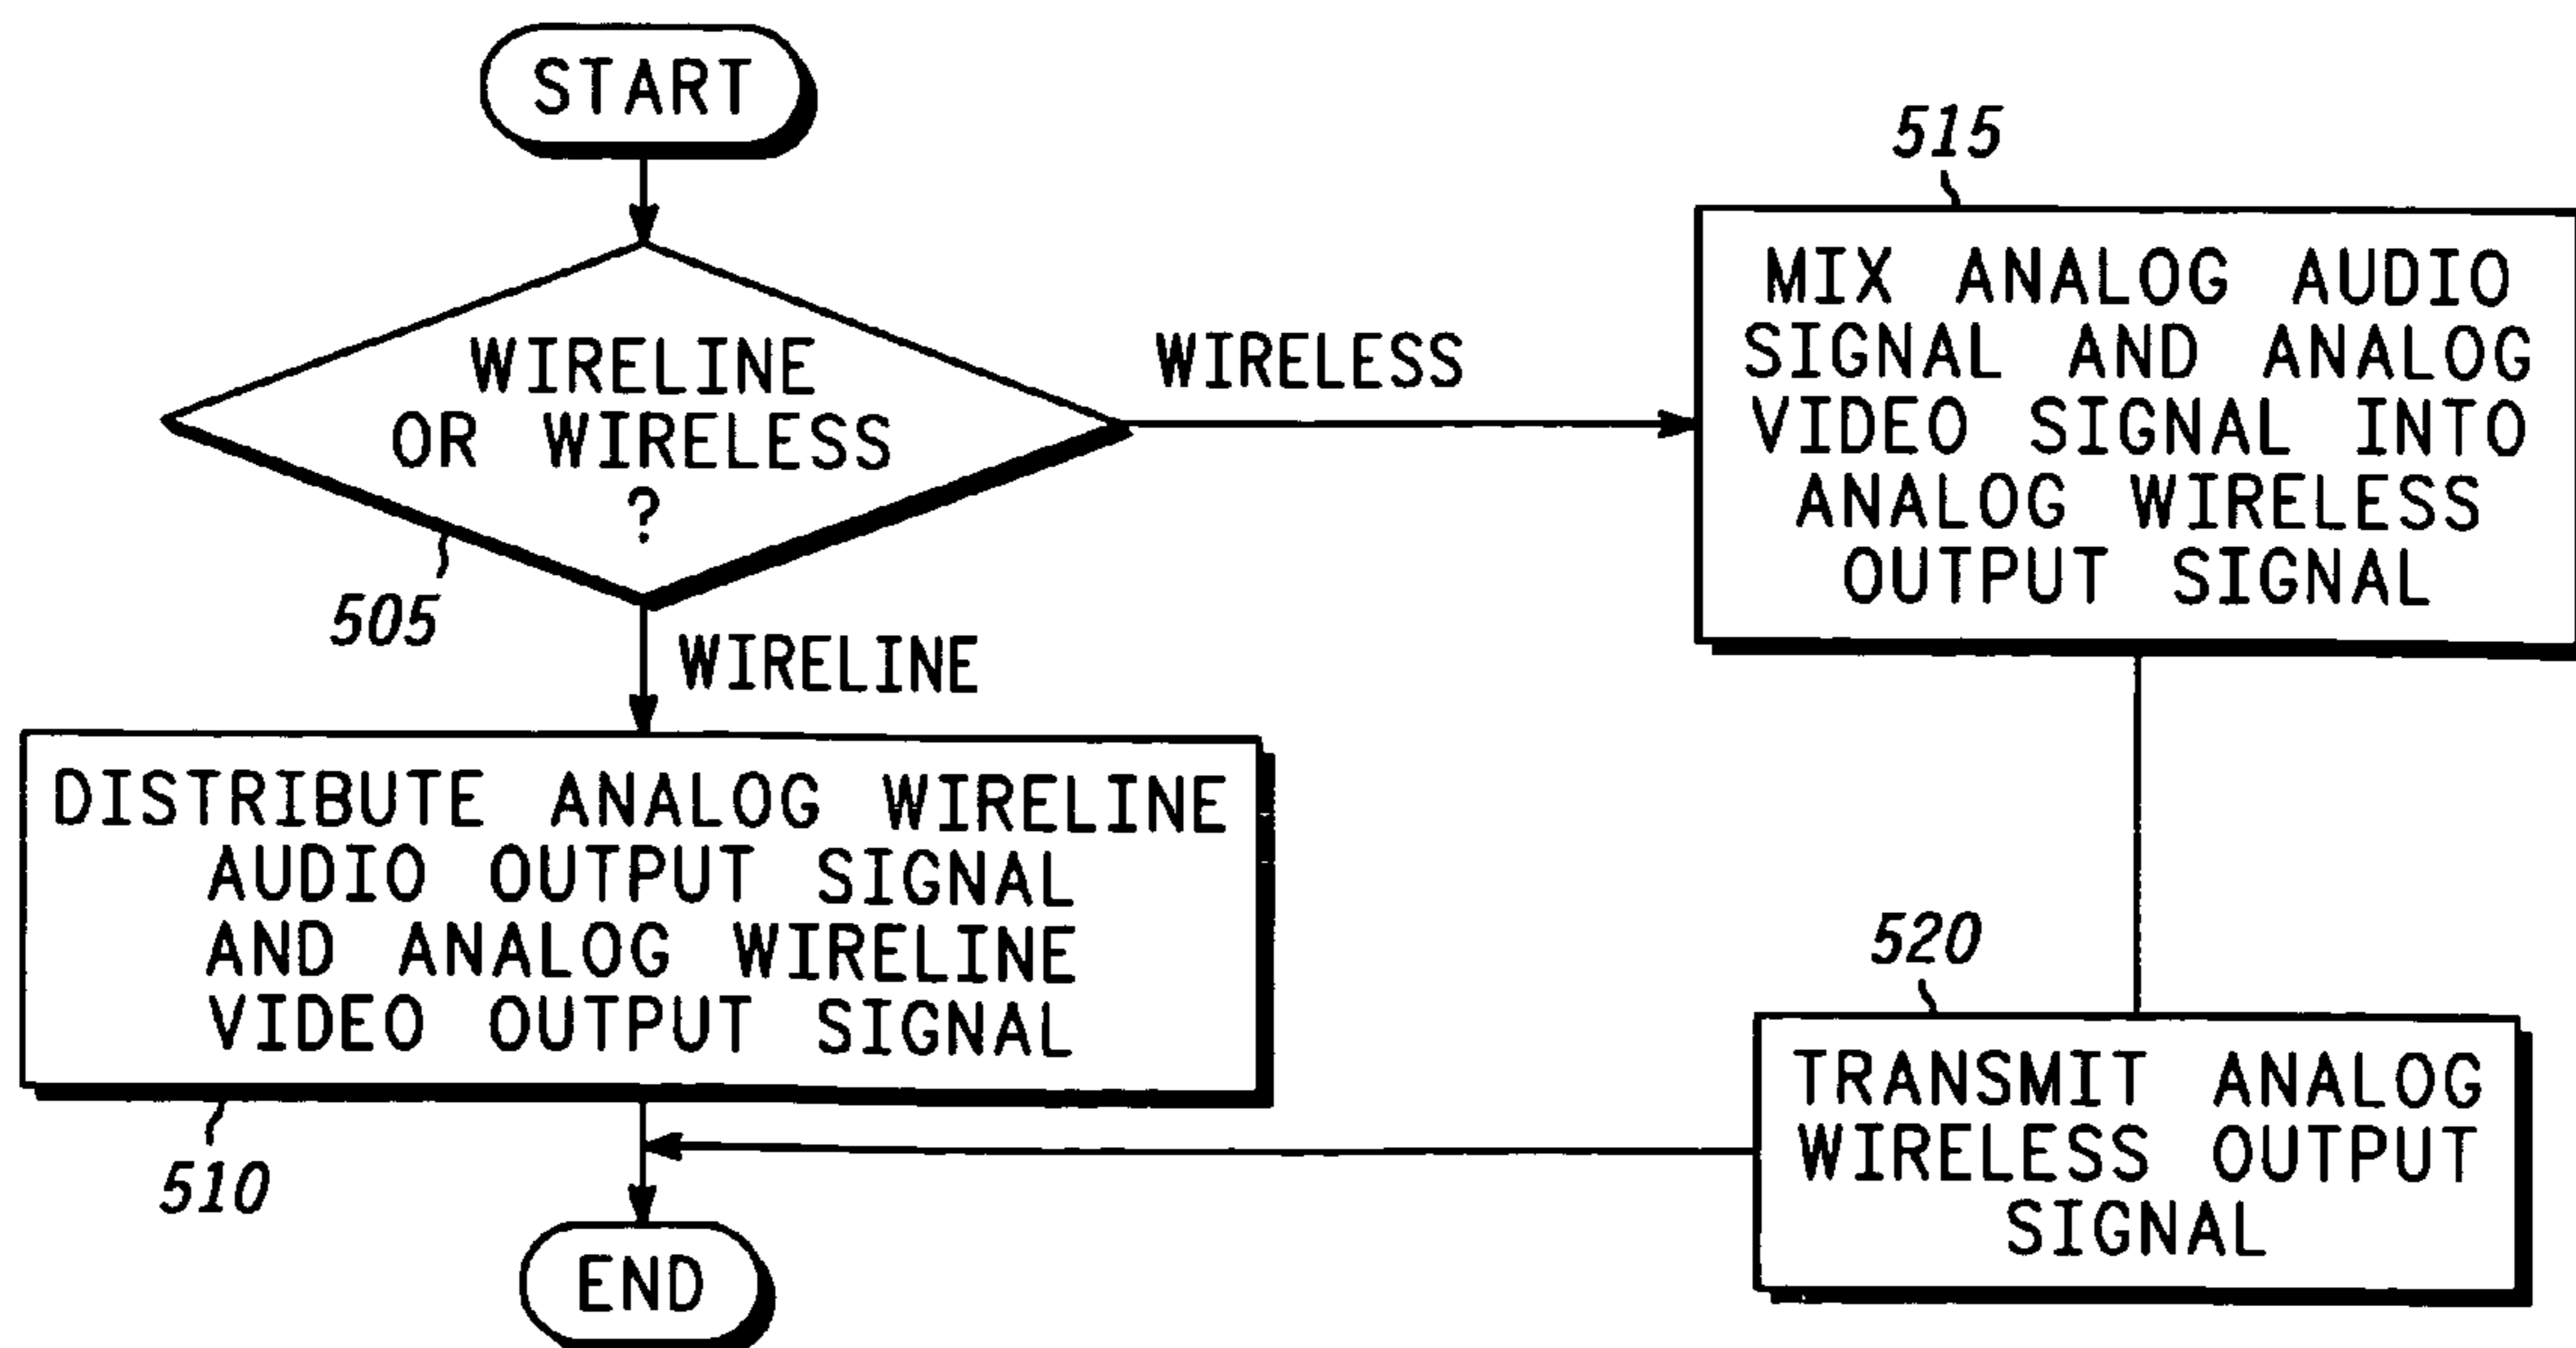 START
WIRELINE
OR WIRELESS
?
505
WIRELESS
515
MIX ANALOG AUDIO
SIGNAL AND ANALOG
VIDEO SIGNAL INTO
ANALOG WIRELESS
OUTPUT SIGNAL
WIRELINE
DISTRIBUTE ANALOG WIRELINE
AUDIO OUTPUT SIGNAL
AND ANALOG WIRELINE
VIDEO OUTPUT SIGNAL
510
520
TRANSMIT ANALOG
WIRELESS OUTPUT
SIGNAL
END